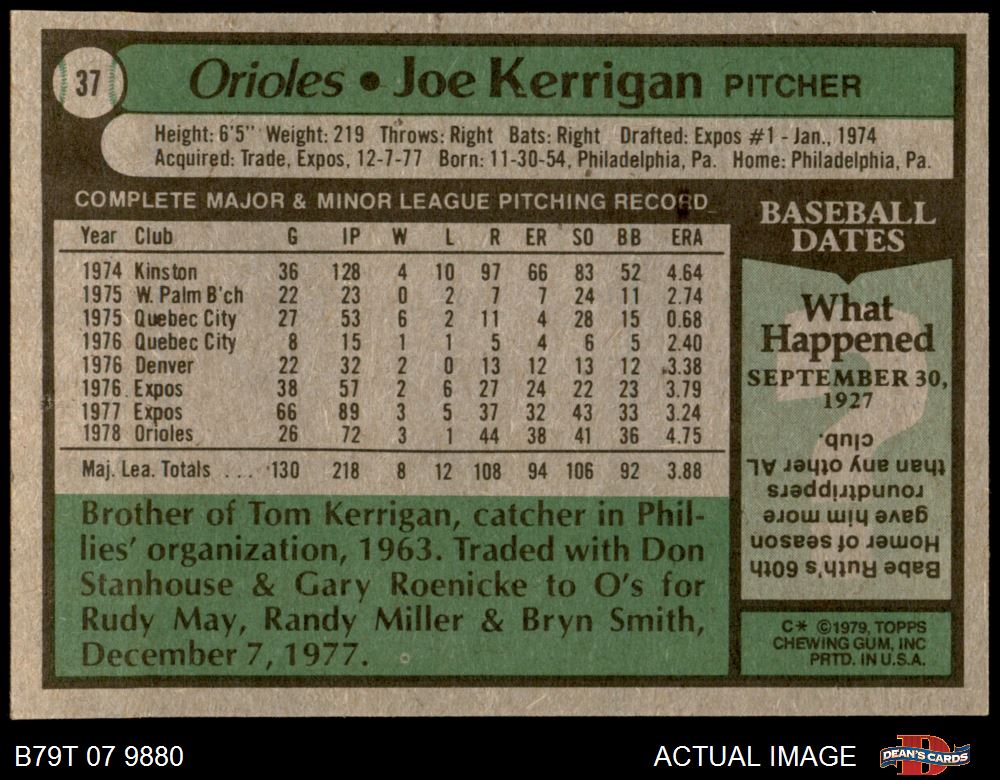 37
Orioles • Joe Kerrigan PITCHER
Height: 6'5" Weight: 219 Throws: Right Bats: Right Drafted: Expos #1 - Jan., 1974
Acquired: Trade, Expos, 12-7-77 Born: 11-30-54, Philadelphia, Pa. Home: Philadelphia, Pa.
COMPLETE MAJOR & MINOR LEAGUE PITCHING RECORD
Year Club G IP W L R ER SO BB ERA
1974 Kinston 36 128 4 10 97 66 83 52 4.64
1975 W. Palm B'ch 22 23 0 2 7 7 24 11 2.74
1975 Quebec City 27 53 6 2 11 4 28 15 0.68
1976 Quebec City 8 15 1 1 5 4 6 5 2.40
1976 Denver 22 32 2 0 13 12 13 12 3.38
1976 Expos 38 57 2 6 27 24 22 23 3.79
1977 Expos 66 89 3 5 37 32 43 33 3.24
1978 Orioles 26 72 3 1 44 38 41 36 4.75
Maj. Lea. Totals . . . 130 218 8 12 108 94 106 92 3.88
Brother of Tom Kerrigan, catcher in Phil-
lies' organization, 1963. Traded with Don
Stanhouse & Gary Roenicke to O's for
Rudy May, Randy Miller & Bryn Smith,
December 7, 1977.
BASEBALL
DATES
What
Happened
SEPTEMBER 30,
1927
Babe Ruth's 60th
Homer of season
gave him more
roundtrippers
than any other AL
club.
C* ©1979, TOPPS
CHEWING GUM, INC
PRTD. IN U.S.A.
B79T 07 9880
ACTUAL IMAGE
DEAN'S CARDS